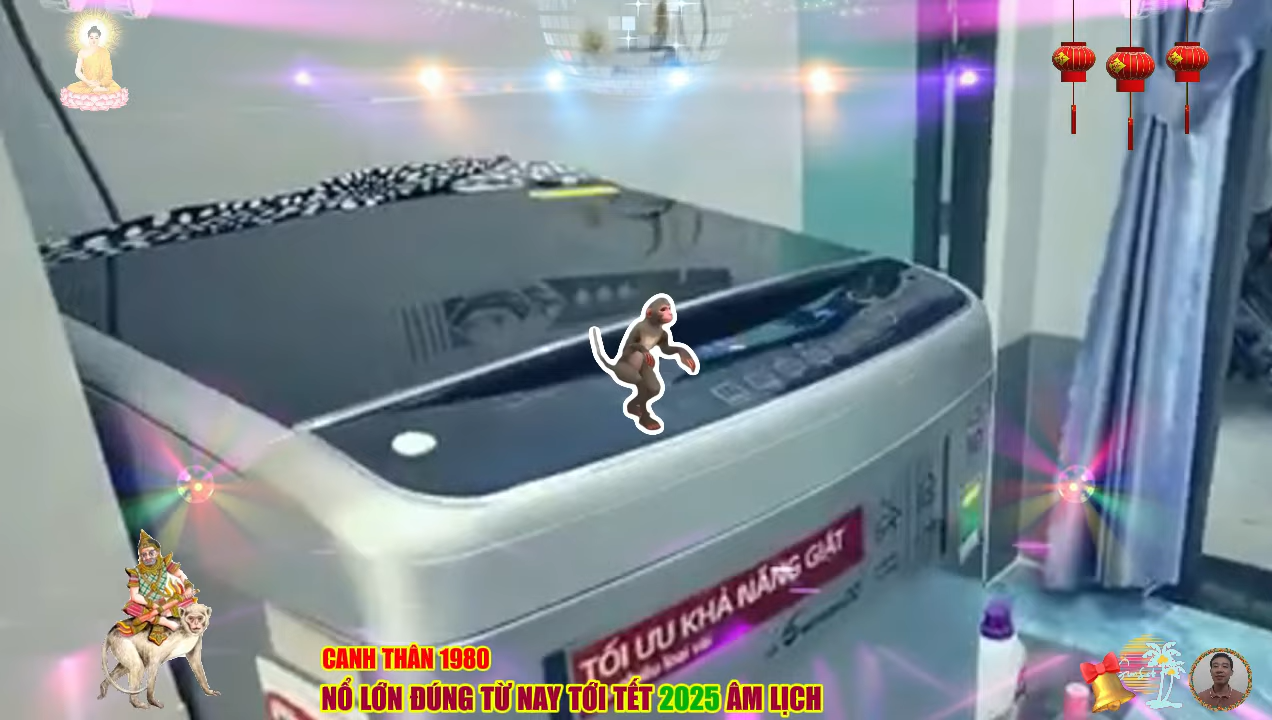 TỐI ƯU KHẢ NĂNG GIẶT
CANH THÂN 1980
NỔ LỚN ĐÚNG TỪ NAY TỚI TẾT 2025 ÂM LỊCH